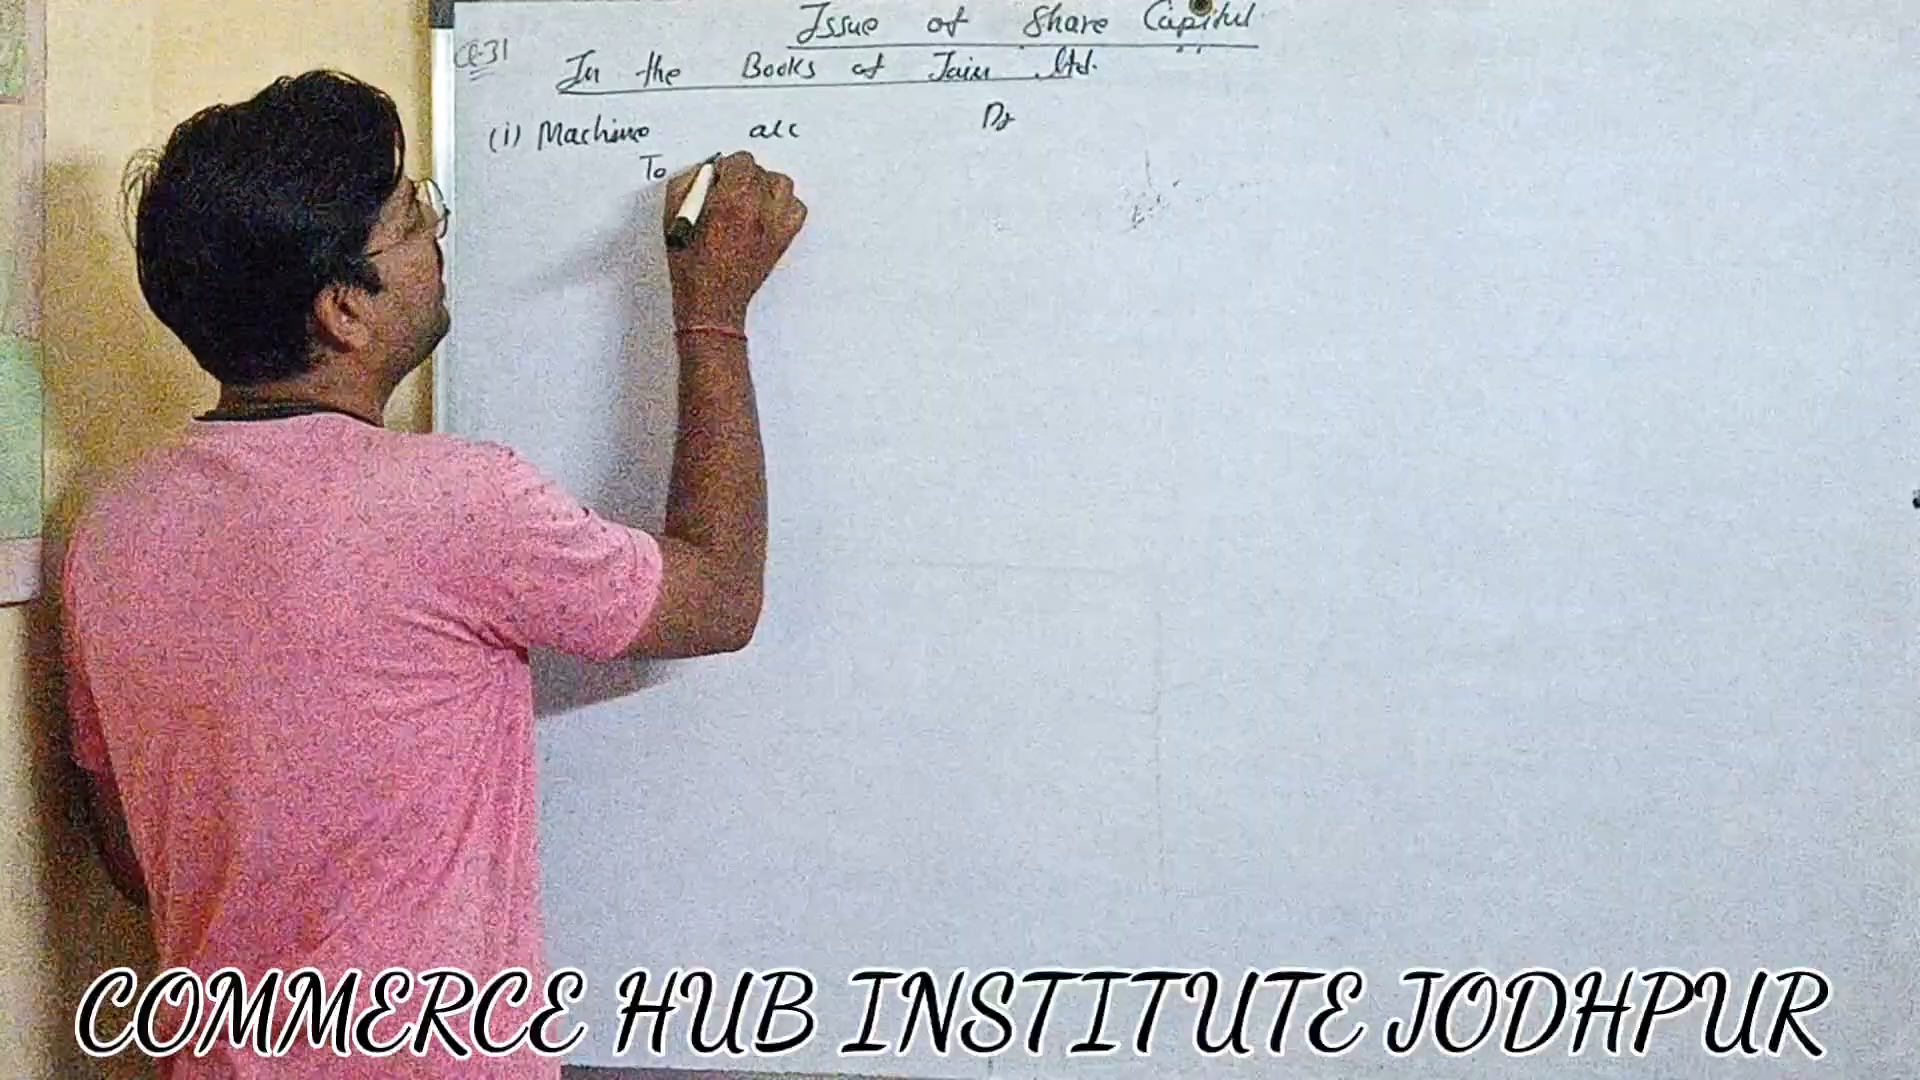 Issue of Share Capital
Q-31
In the Books of Jain Ltd.
(i) Machine a/c Dr
To
COMMERCE HUB INSTITUTE JODHPUR